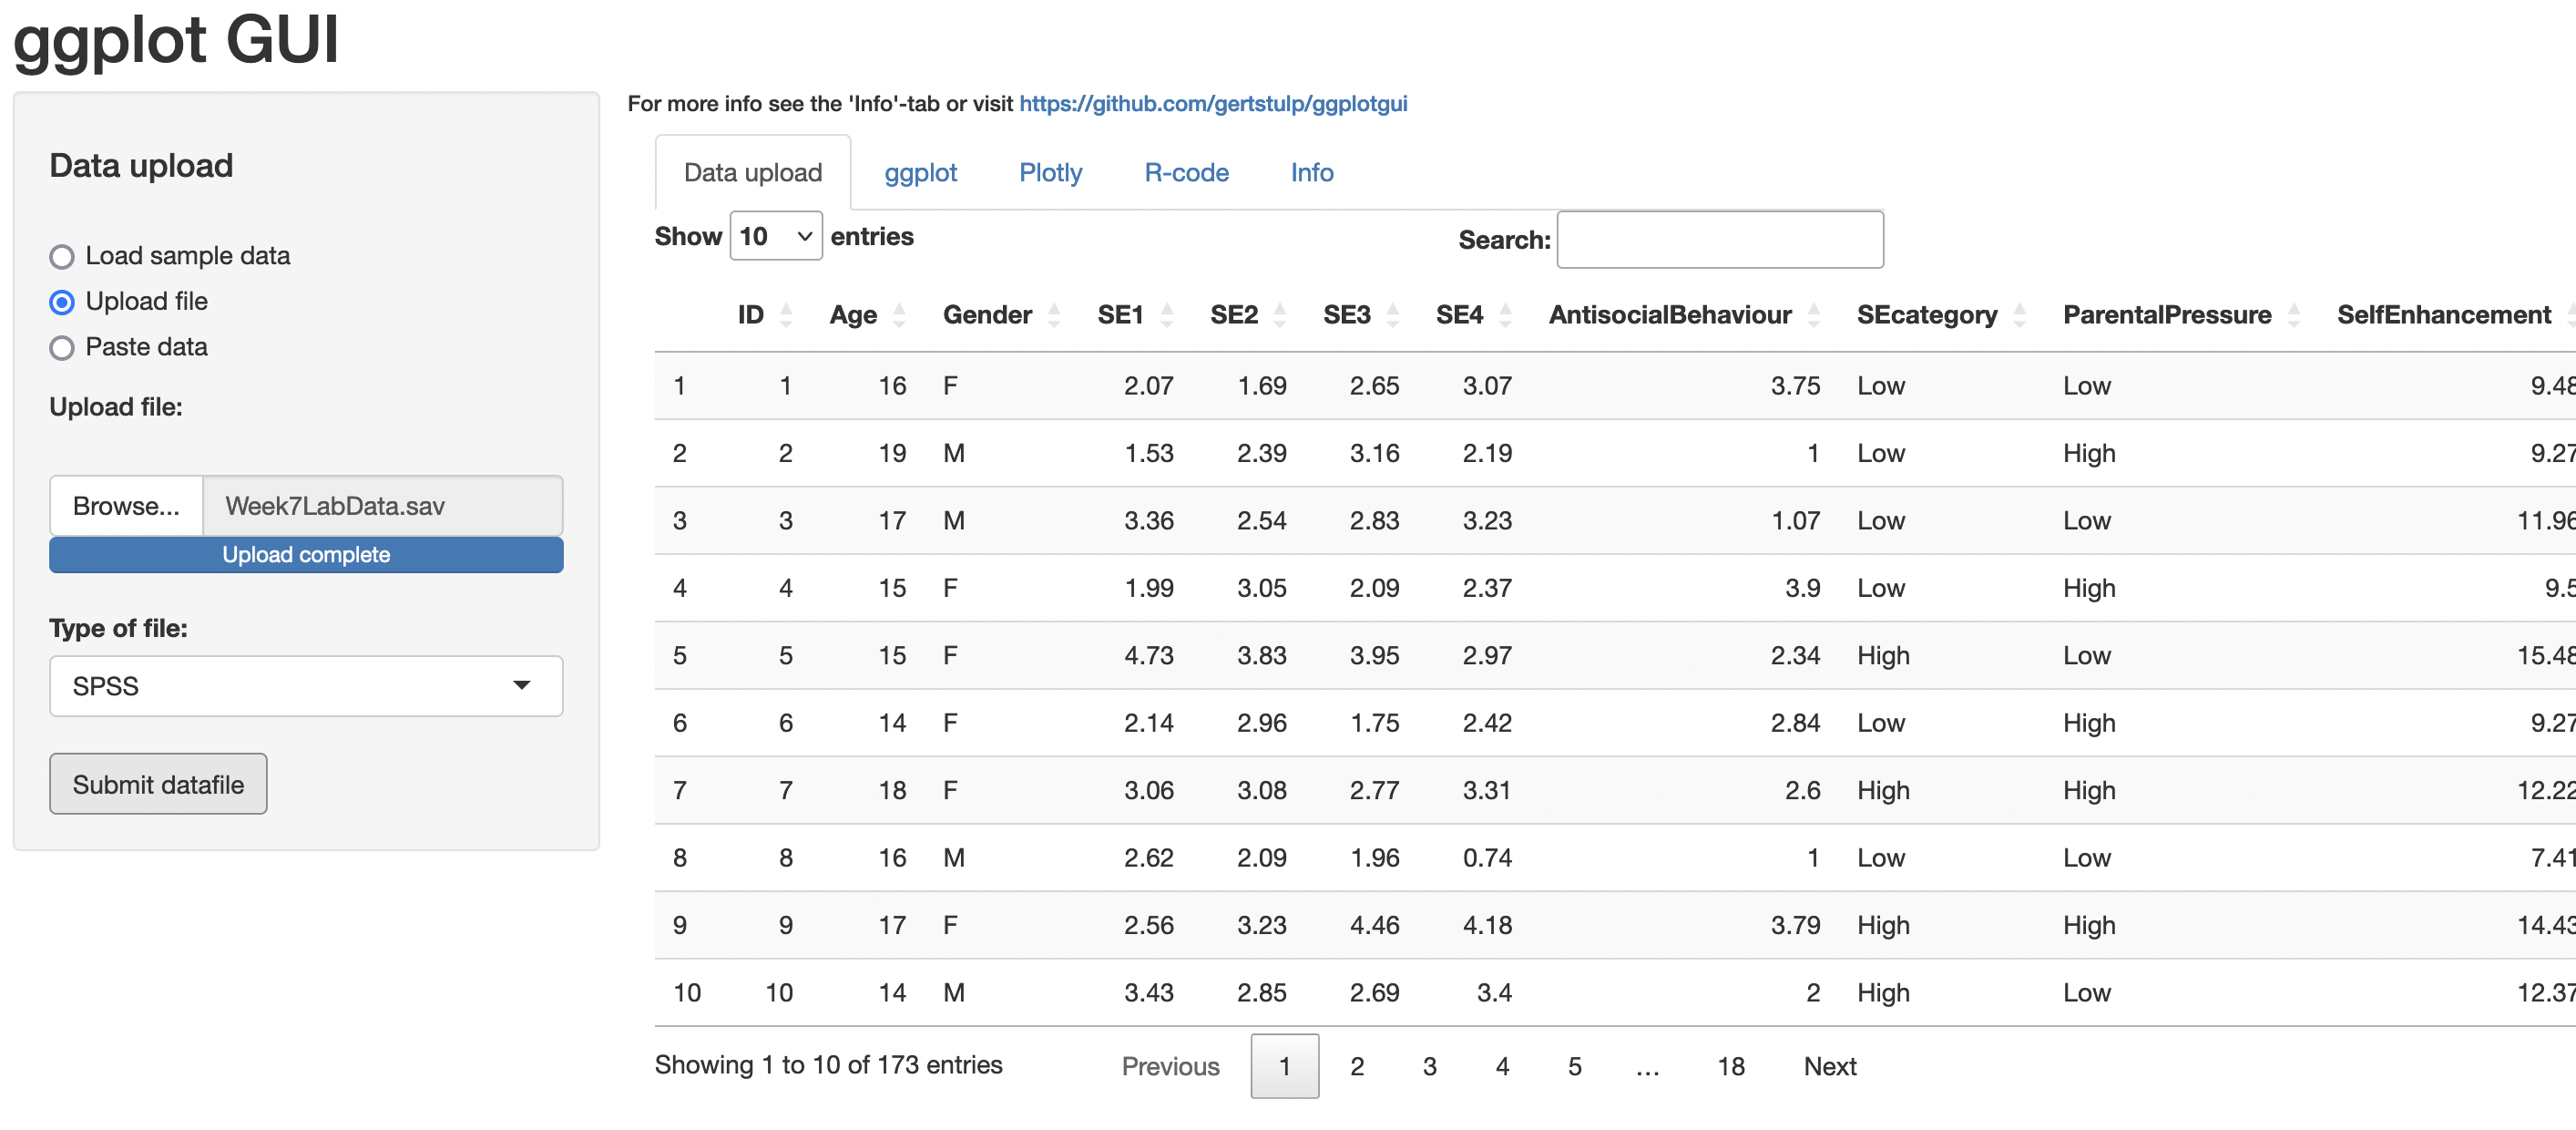 ggplot GUI
For more info see the 'Info'-tab or visit https://github.com/gertstulp/ggplotgui
Data upload
Load sample data
Upload file
Paste data
Upload file:
Browse... Week7LabData.sav
Upload complete
Type of file:
SPSS
Submit datafile
Data upload ggplot Plotly R-code Info
Show 10 entries Search:
ID Age Gender SE1 SE2 SE3 SE4 AntisocialBehaviour SEcategory ParentalPressure SelfEnhancement
1 1 16 F 2.07 1.69 2.65 3.07 3.75 Low Low 9.48
2 2 19 M 1.53 2.39 3.16 2.19 1 Low High 9.27
3 3 17 M 3.36 2.54 2.83 3.23 1.07 Low Low 11.96
4 4 15 F 1.99 3.05 2.09 2.37 3.9 Low High 9.5
5 5 15 F 4.73 3.83 3.95 2.97 2.34 High Low 15.48
6 6 14 F 2.14 2.96 1.75 2.42 2.84 Low High 9.27
7 7 18 F 3.06 3.08 2.77 3.31 2.6 High High 12.22
8 8 16 M 2.62 2.09 1.96 0.74 1 Low Low 7.41
9 9 17 F 2.56 3.23 4.46 4.18 3.79 High High 14.43
10 10 14 M 3.43 2.85 2.69 3.4 2 High Low 12.37
Showing 1 to 10 of 173 entries Previous 1 2 3 4 5 ... 18 Next